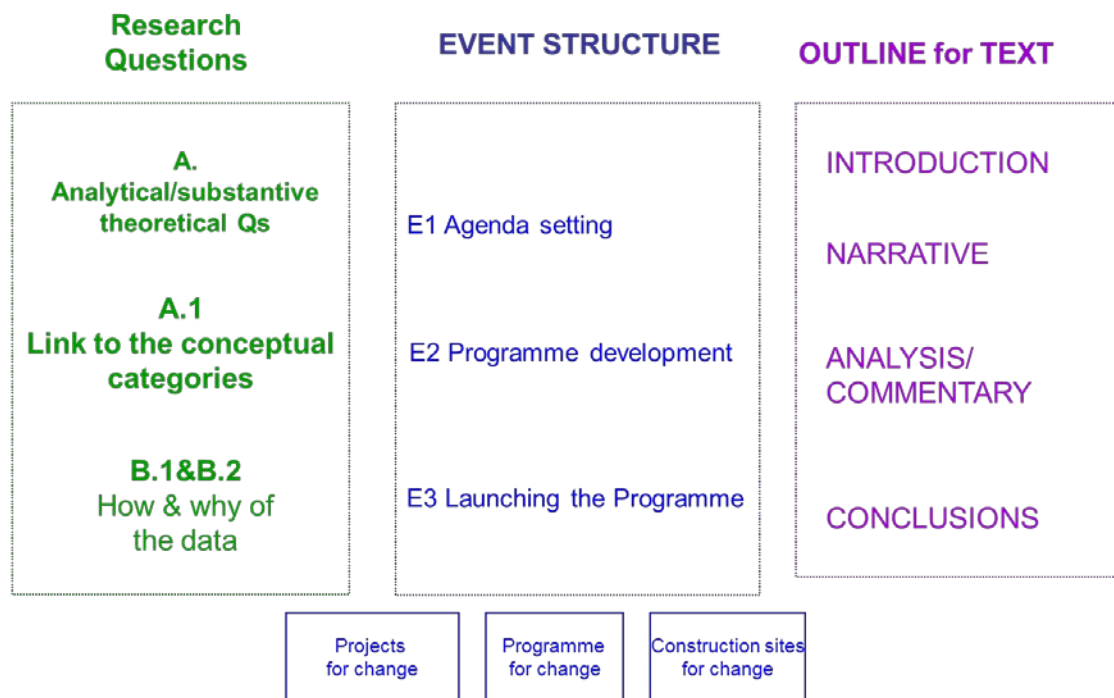 Research
Questions
A.
Analytical/substantive
theoretical Qs
A.1
Link to the conceptual
categories
B.1&B.2
How & why of
the data
EVENT STRUCTURE
E1 Agenda setting
E2 Programme development
E3 Launching the Programme
OUTLINE for TEXT
INTRODUCTION
NARRATIVE
ANALYSIS/
COMMENTARY
CONCLUSIONS
Projects
for change
Programme
for change
Construction sites
for change